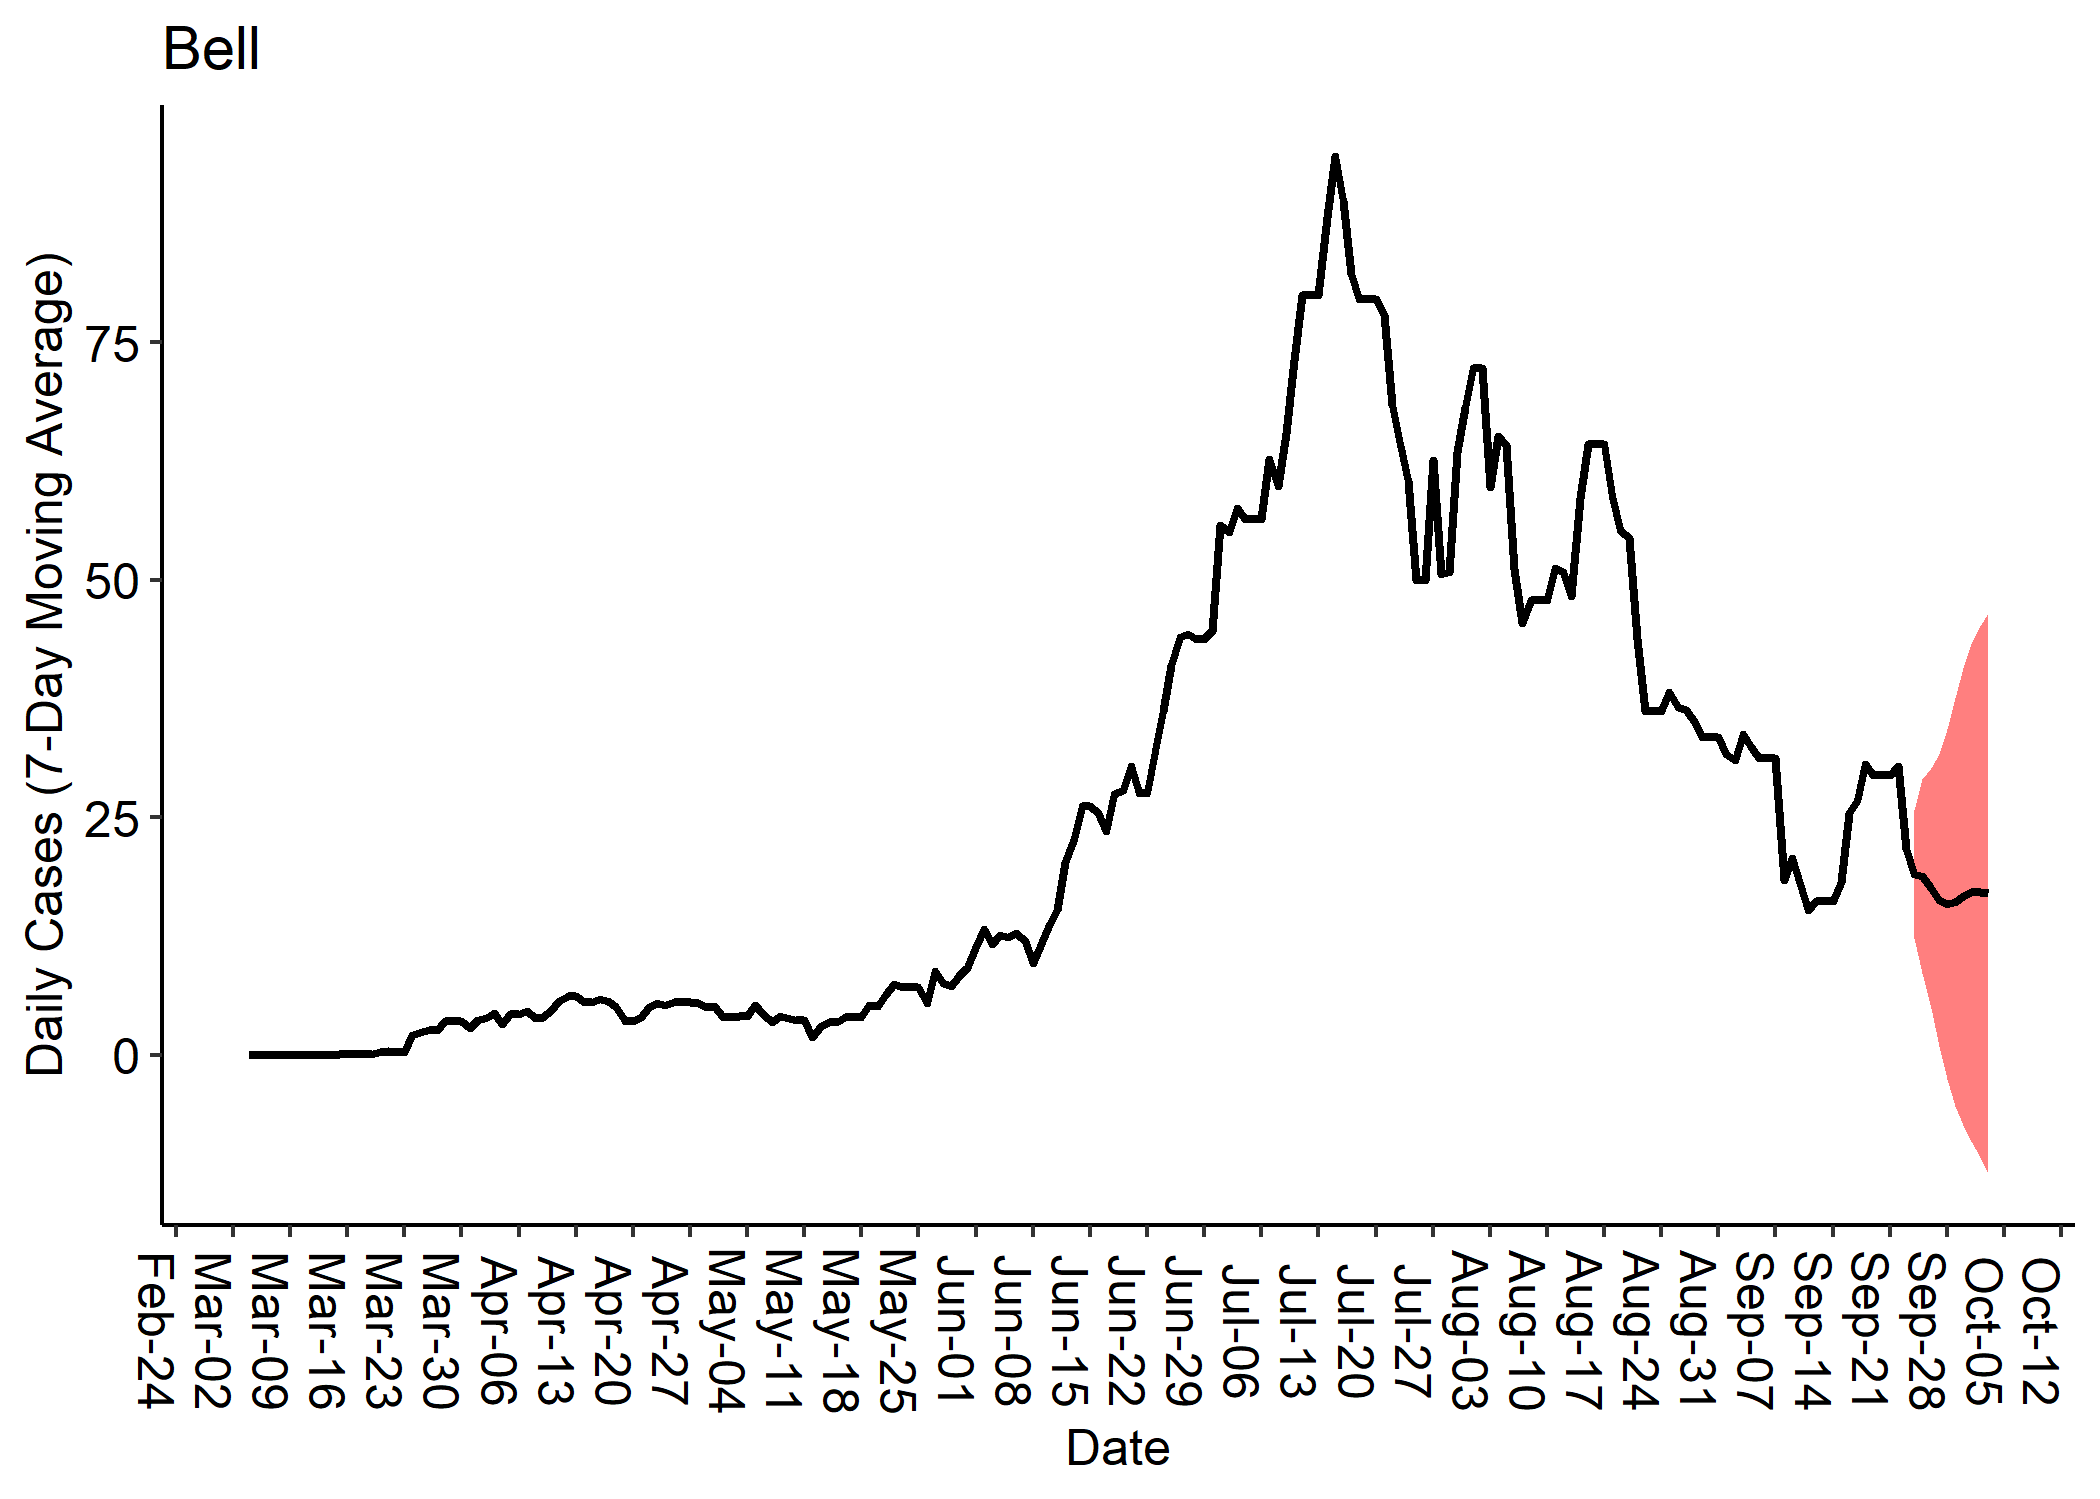 Bell
Daily Cases (7-Day Moving Average)
75
50
25
0
Feb-24
Mar-02
Mar-09
Mar-16
Mar-23
Mar-30
Apr-06
Apr-13
Apr-20
Apr-27
May-04
May-11
May-18
May-25
Jun-01
Jun-08
Jun-15
Jun-22
Jun-29
Jul-06
Jul-13
Jul-20
Jul-27
Aug-03
Aug-10
Aug-17
Aug-24
Aug-31
Sep-07
Sep-14
Sep-21
Sep-28
Oct-05
Oct-12
Date